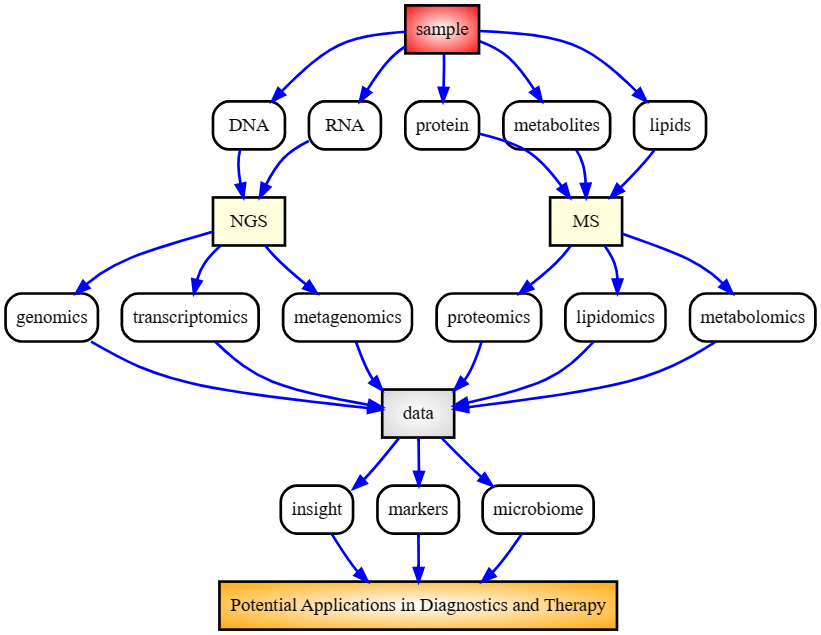 sample
DNA
RNA
protein
metabolites
lipids
NGS
MS
genomics
transcriptomics
metagenomics
proteomics
lipidomics
metabolomics
data
insight
markers
microbiome
Potential Applications in Diagnostics and Therapy